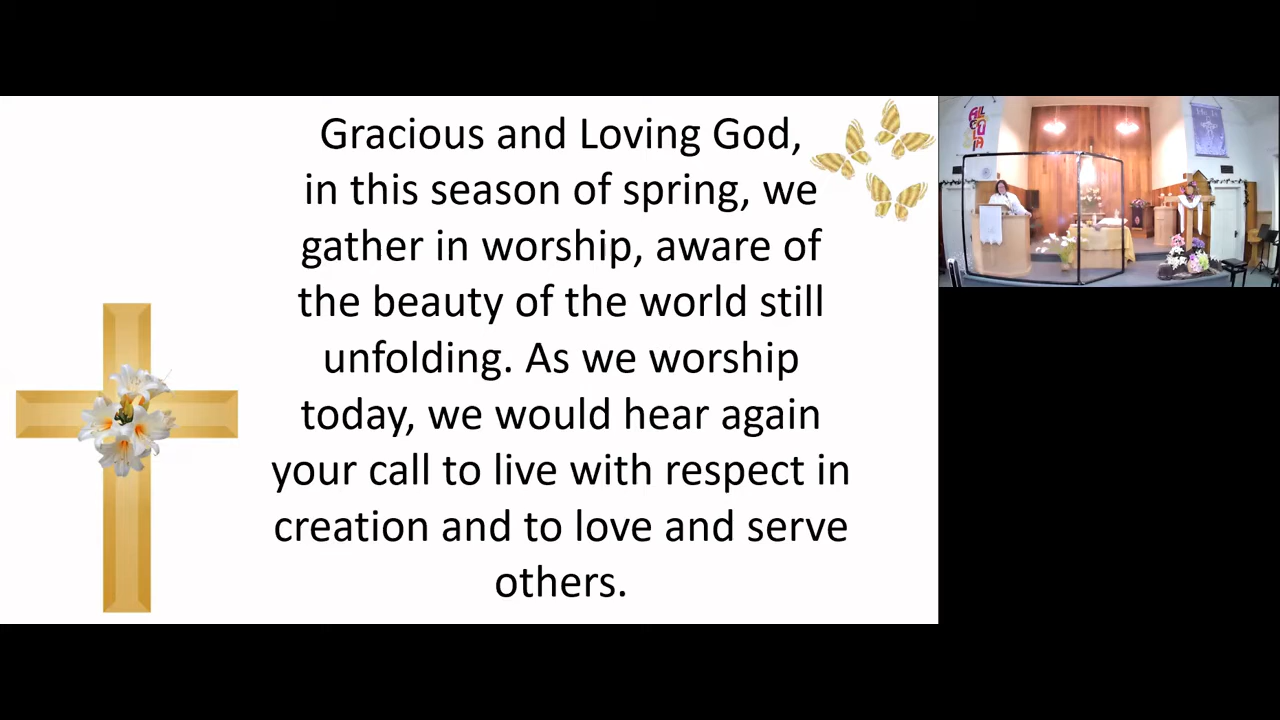 Gracious and Loving God,
in this season of spring, we
gather in worship, aware of
the beauty of the world still
unfolding. As we worship
today, we would hear again
your call to live with respect in
creation and to love and serve
others.